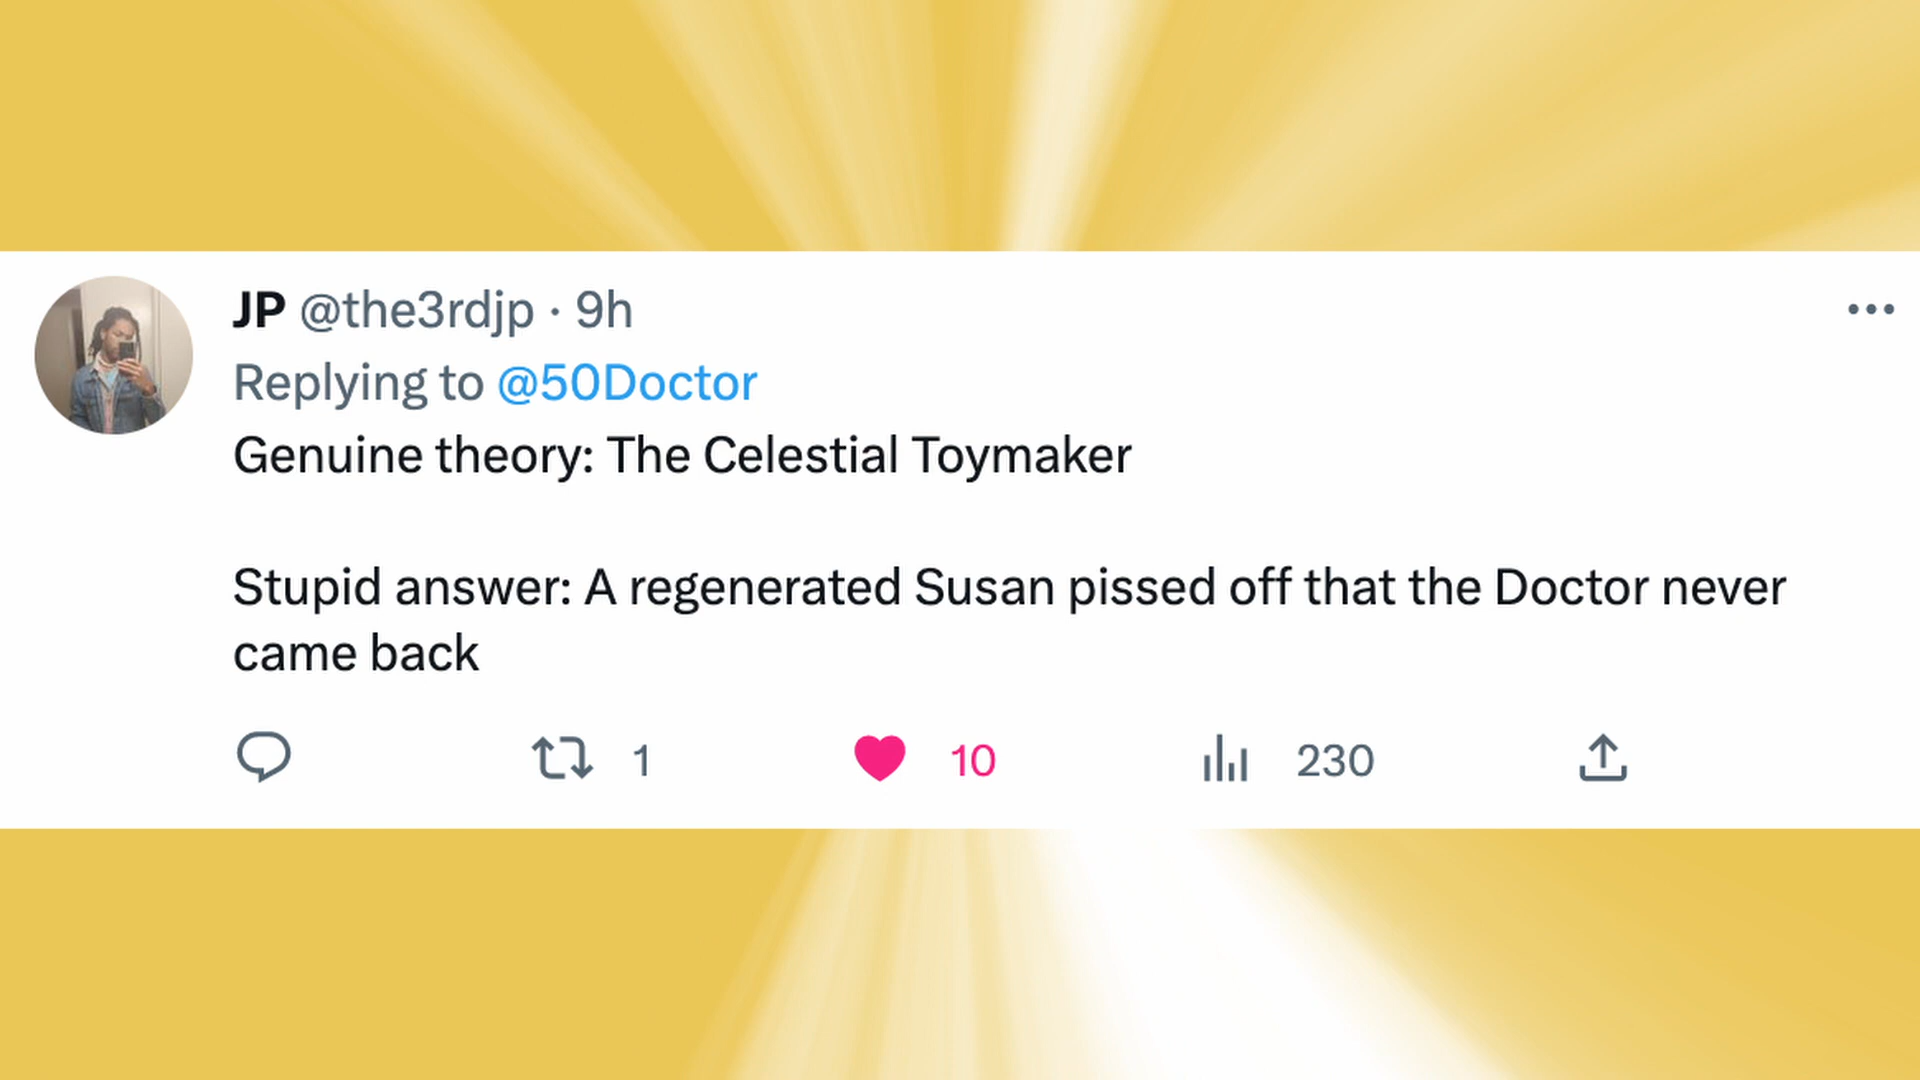 JP @the3rdjp · 9h
Replying to @50Doctor
Genuine theory: The Celestial Toymaker
Stupid answer: A regenerated Susan pissed off that the Doctor never
came back
1 10 230